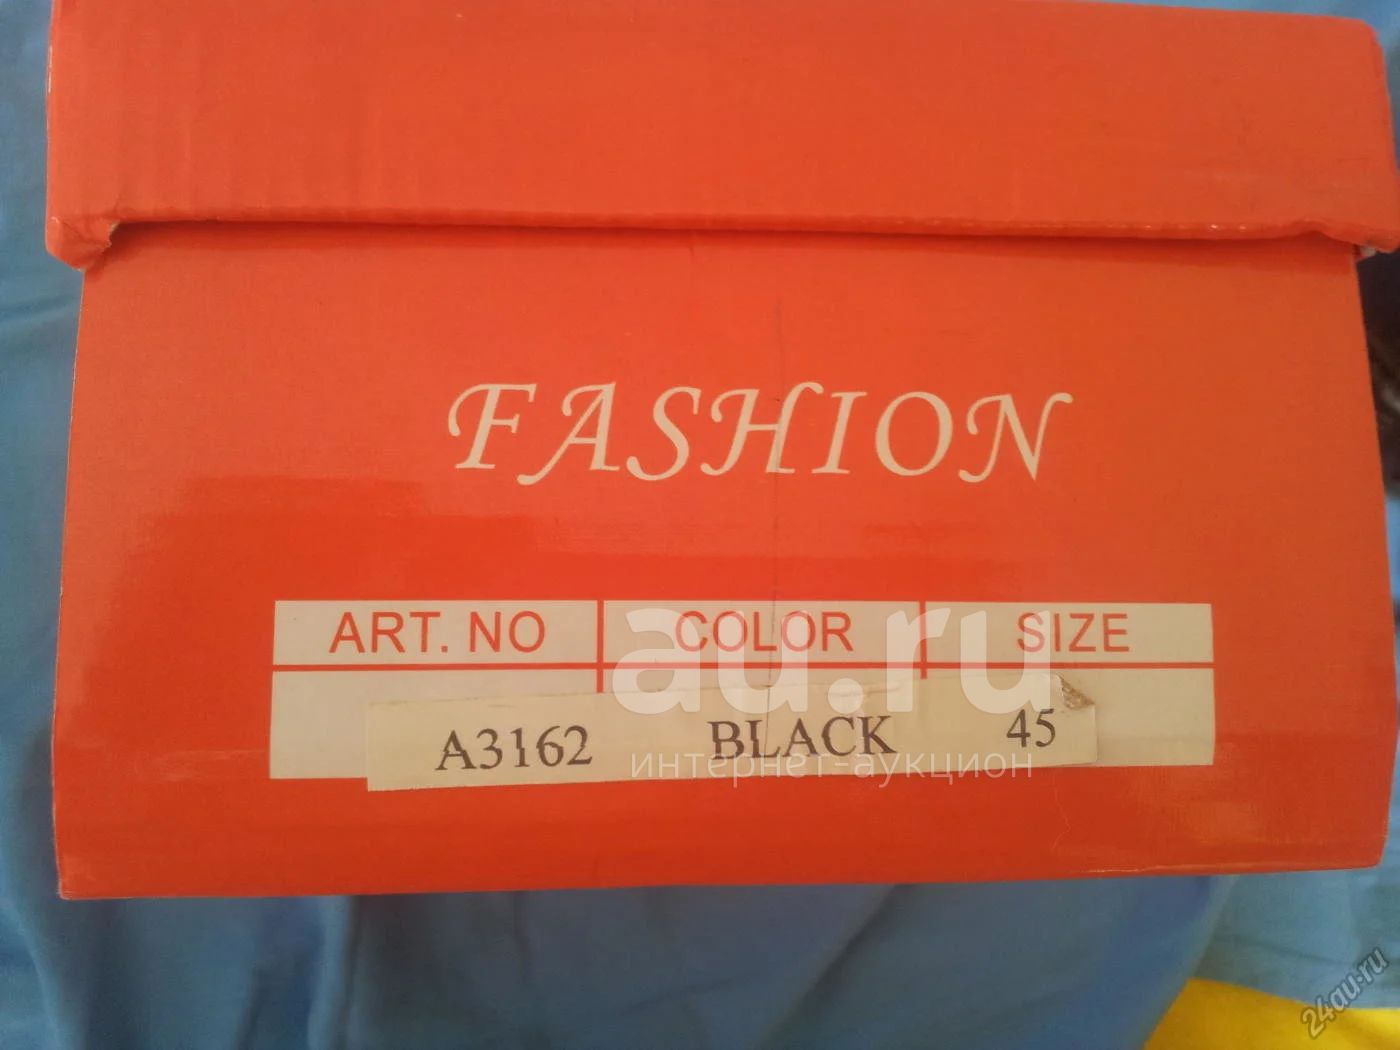 FASHION
ART. NO COLOR SIZE
au.ru
A3162 BLACK 45
интернет-аукцион
24au.ru